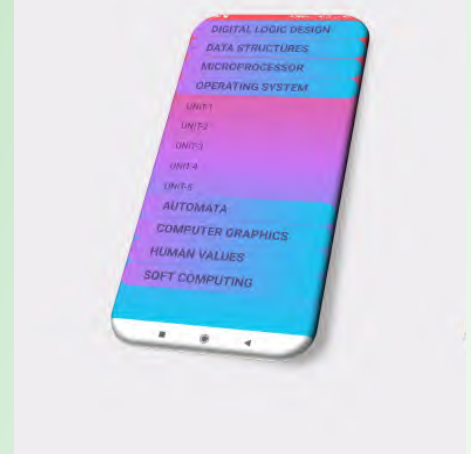 DIGITAL LOGIC DESIGN
DATA STRUCTURES
MICROPROCESSOR
OPERATING SYSTEM
UNIT-1
UNIT-2
UNIT-3
UNIT-4
UNIT-5
AUTOMATA
COMPUTER GRAPHICS
HUMAN VALUES
SOFT COMPUTING